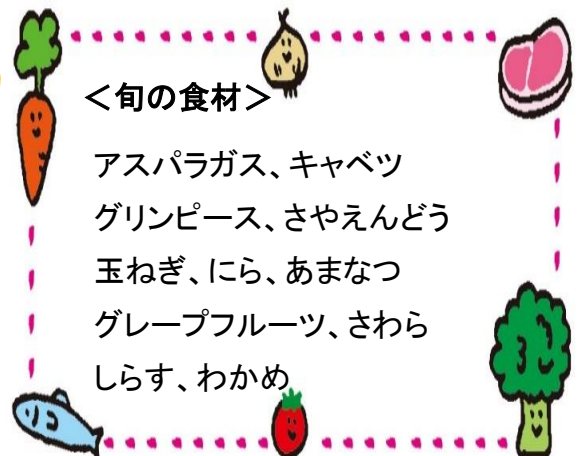 ＜旬の食材＞
アスパラガス、キャベツ
グリンピース、さやえんどう
玉ねぎ、にら、あまなつ
グレープフルーツ、さわら
しらす、わかめ